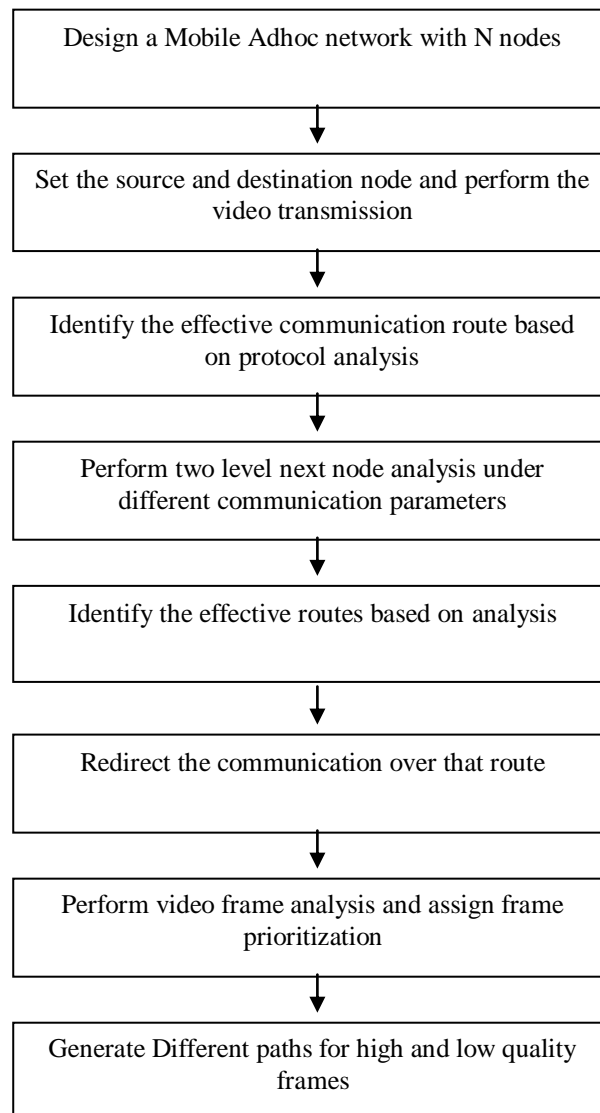 Design a Mobile Adhoc network with N nodes
Set the source and destination node and perform the
video transmission
Identify the effective communication route based
on protocol analysis
Perform two level next node analysis under
different communication parameters
Identify the effective routes based on analysis
Redirect the communication over that route
Perform video frame analysis and assign frame
prioritization
Generate Different paths for high and low quality
frames